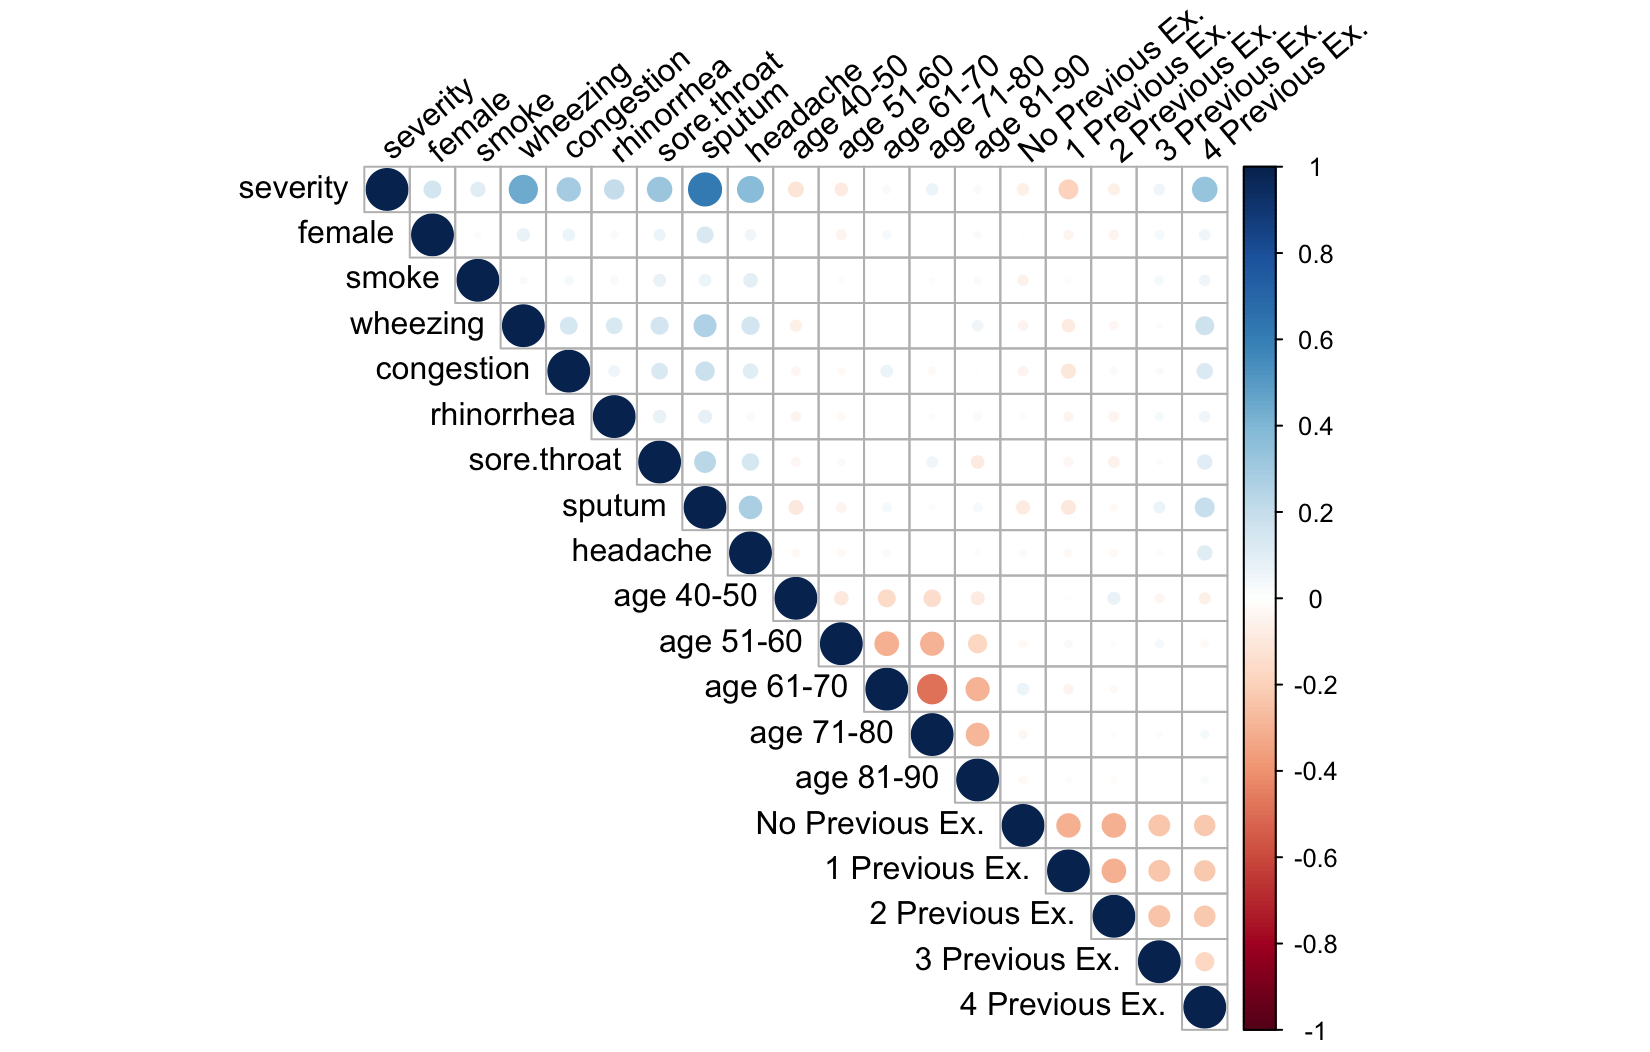 severity
female
smoke
wheezing
congestion
rhinorrhea
sore.throat
sputum
headache
age 40-50
age 51-60
age 61-70
age 71-80
age 81-90
No Previous Ex.
1 Previous Ex.
2 Previous Ex.
3 Previous Ex.
4 Previous Ex.
severity
female
smoke
wheezing
congestion
rhinorrhea
sore.throat
sputum
headache
age 40-50
age 51-60
age 61-70
age 71-80
age 81-90
No Previous Ex.
1 Previous Ex.
2 Previous Ex.
3 Previous Ex.
4 Previous Ex.
1
0.8
0.6
0.4
0.2
0
-0.2
-0.4
-0.6
-0.8
-1